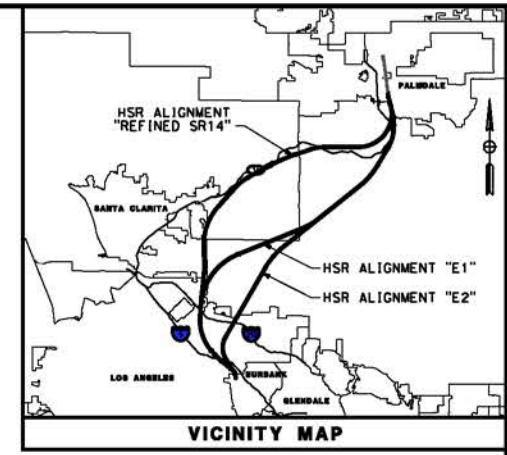 PALMDALE
HSR ALIGNMENT
"REFINED SR14"
SANTA CLARITA
HSR ALIGNMENT "E1"
HSR ALIGNMENT "E2"
LOS ANGELES
BURBANK
GLENDALE
VICINITY MAP